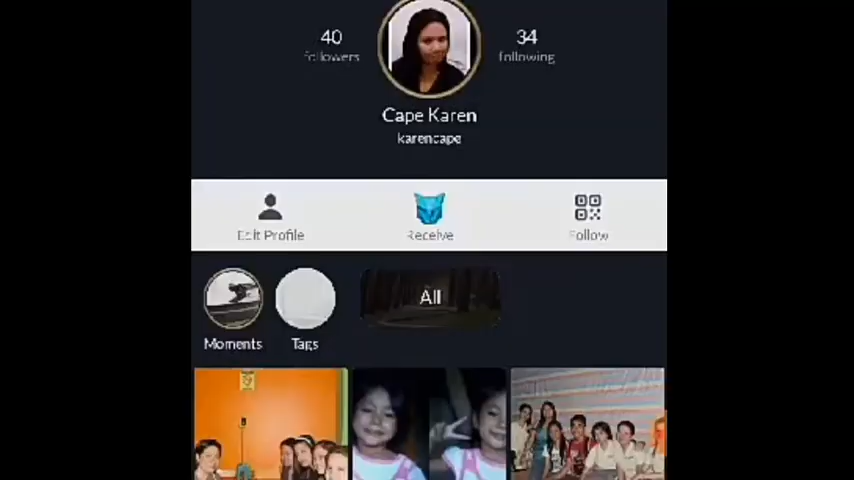 40
34
followers
following
Cape Karen
karencape
Edit Profile
Receive
Follow
All
Moments
Tags